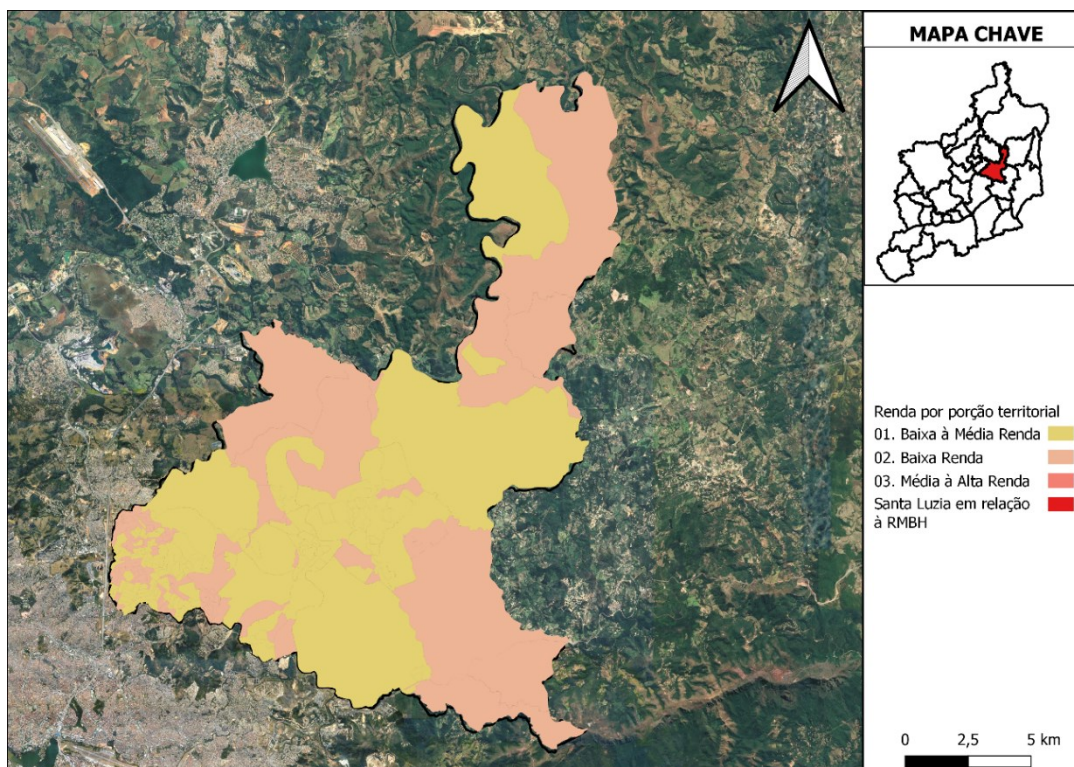 MAPA CHAVE
Renda por porção territorial
01. Baixa à Média Renda
02. Baixa Renda
03. Média à Alta Renda
Santa Luzia em relação
à RMBH
0 2,5 5 km